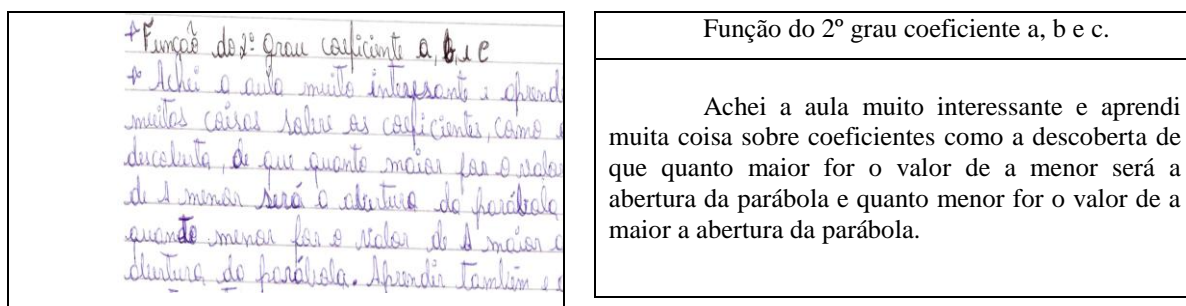 Função do 2º grau coeficiente a, b, e c
Achei a aula muito interessante e aprendi
muitas coisas sobre os coeficientes, como a
descoberta, de que quanto maior for o valor
de A menor será a abertura da parábola
quando menor for o valor de A maior a
abertura da parábola. Aprendir também e
Função do 2º grau coeficiente a, b e c.
Achei a aula muito interessante e aprendi
muita coisa sobre coeficientes como a descoberta de
que quanto maior for o valor de a menor será a
abertura da parábola e quanto menor for o valor de a
maior a abertura da parábola.